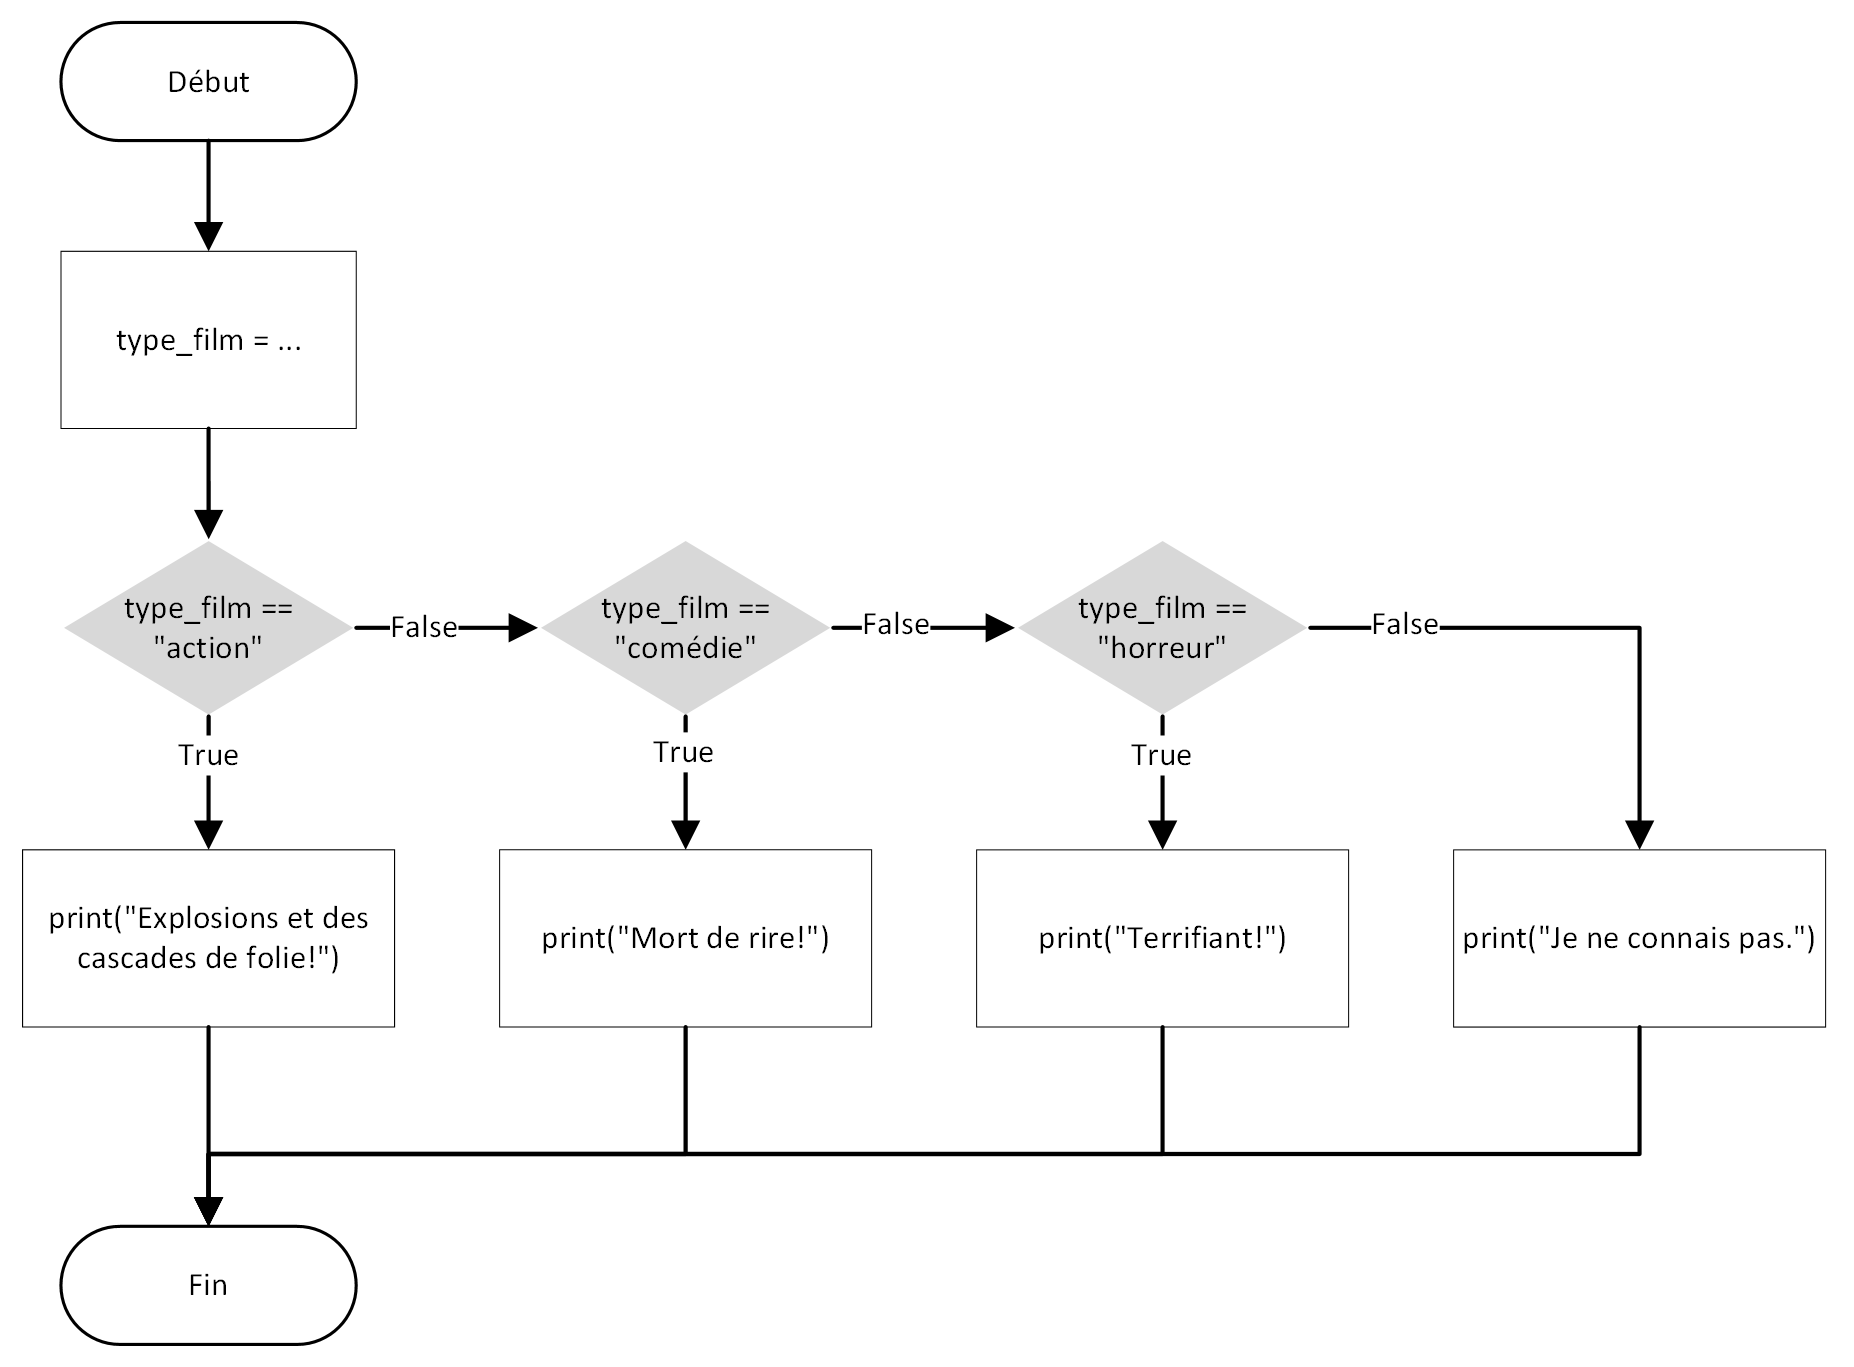 Début
type_film = ...
type_film ==
"action"
False
type_film ==
"comédie"
False
type_film ==
"horreur"
False
True
True
True
print("Explosions et des
cascades de folie!")
print("Mort de rire!")
print("Terrifiant!")
print("Je ne connais pas.")
Fin